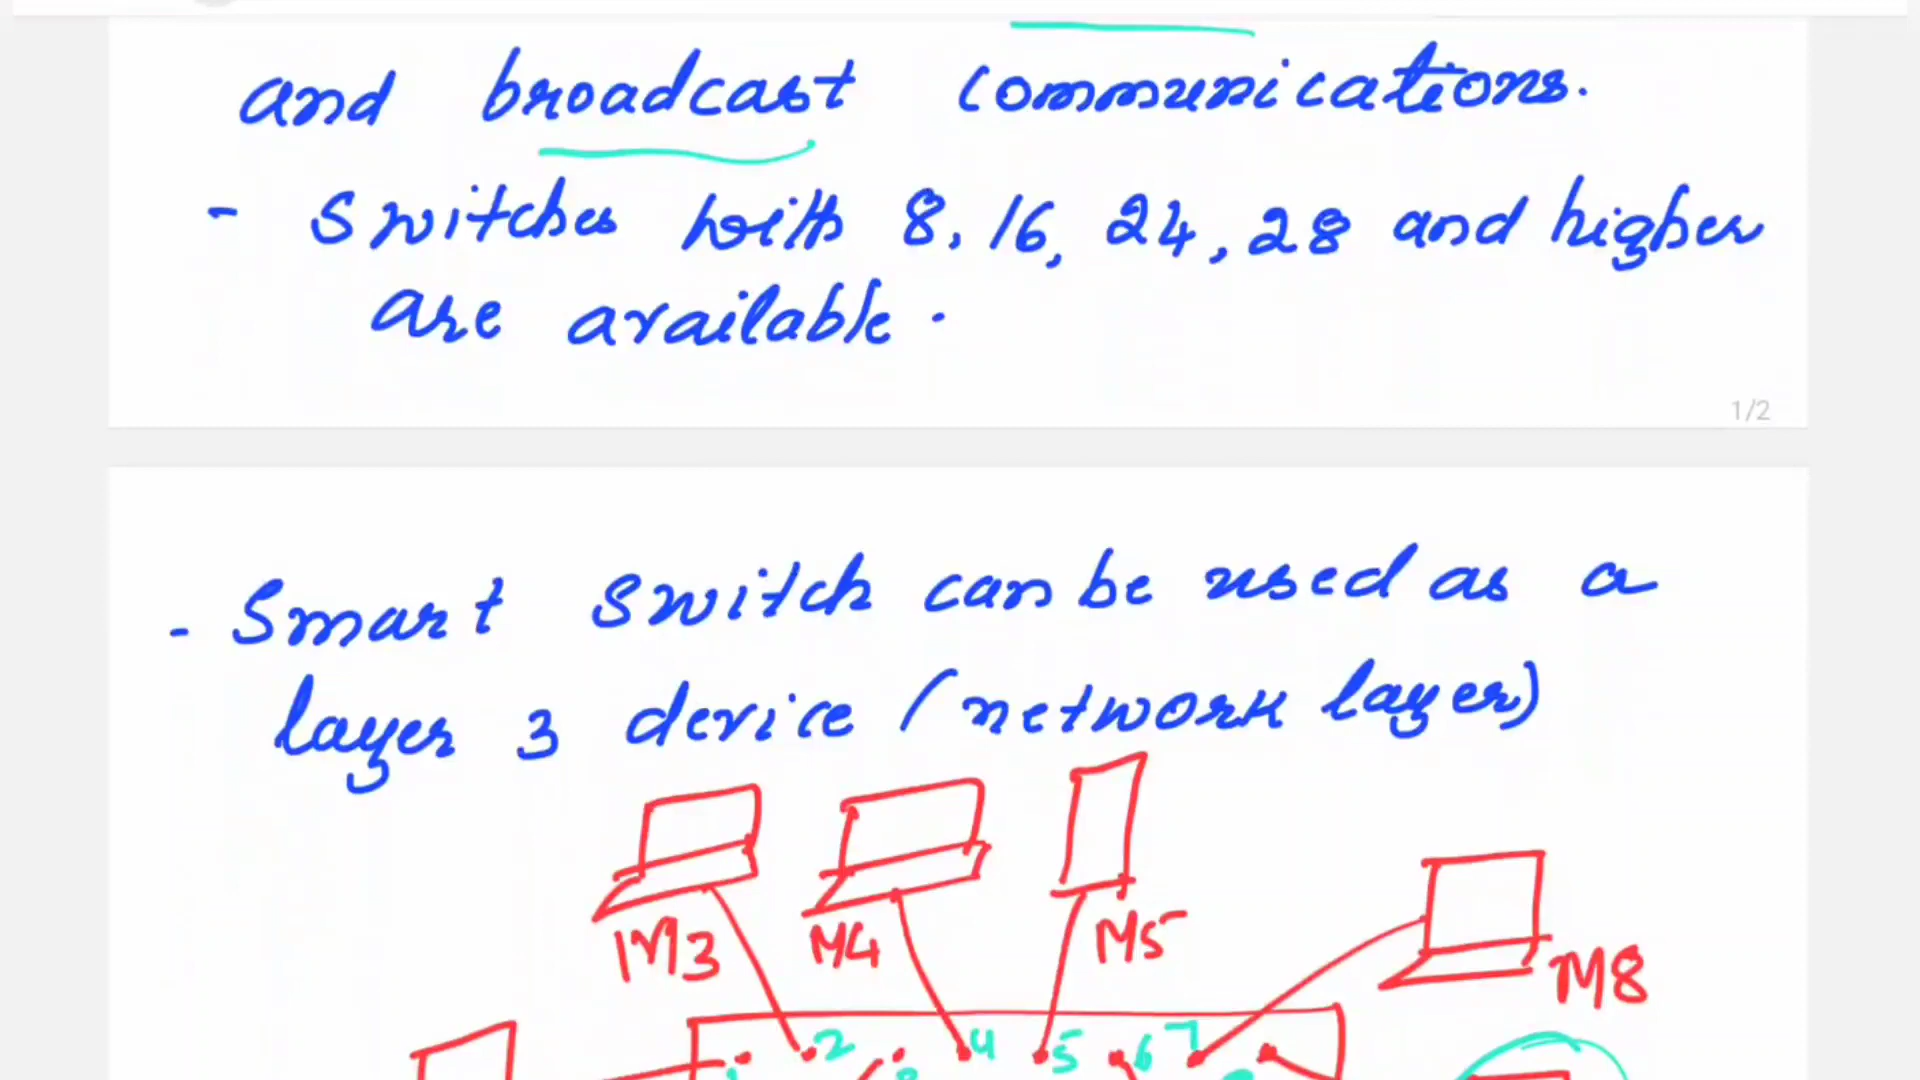 and broadcast communications.
- Switches with 8, 16, 24, 28 and higher
are available.
1/2
- Smart switch can be used as a
layer 3 device (network layer)
M3 M4 M5
M8
2 4 5 6 7